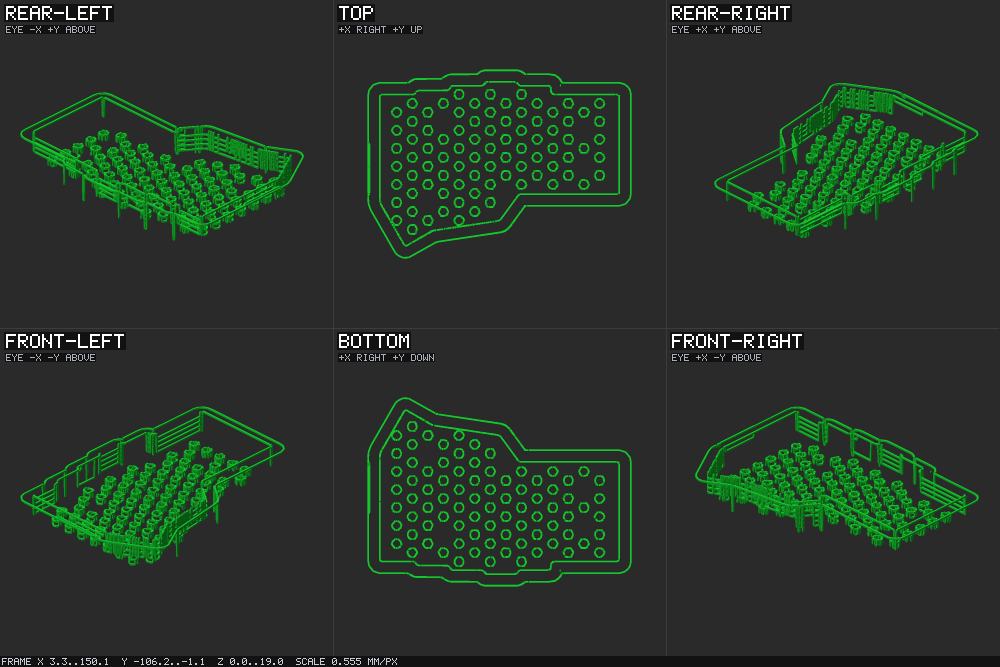 REAR-LEFT
EYE -X +Y ABOVE
TOP
+X RIGHT +Y UP
REAR-RIGHT
EYE +X +Y ABOVE
FRONT-LEFT
EYE -X -Y ABOVE
BOTTOM
+X RIGHT +Y DOWN
FRONT-RIGHT
EYE +X -Y ABOVE
FRAME X 3.3..150.1 Y -106.2..-1.1 Z 0.0..19.0 SCALE 0.555 MM/PX